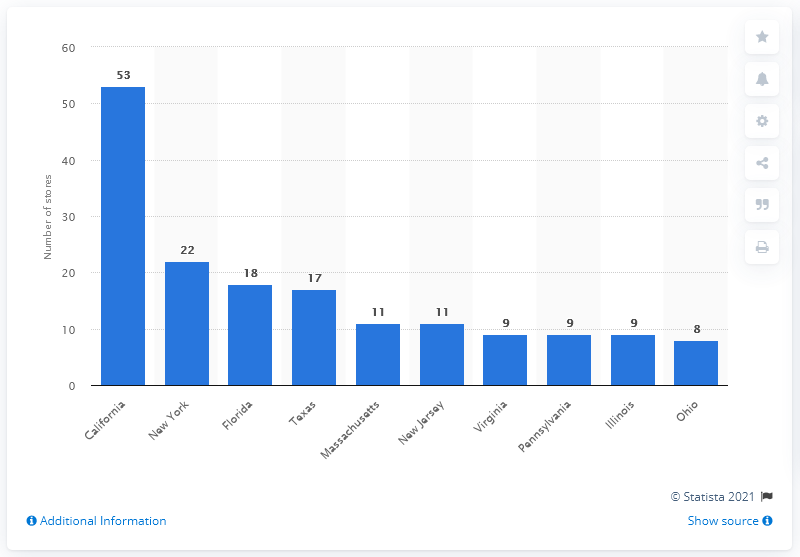 Number of stores
60
50
40
30
20
10
0
53
22
18
17
11
11
9
9
9
8
California
New York
Florida
Texas
Massachusetts
New Jersey
Virginia
Pennsylvania
Illinois
Ohio
© Statista 2021
Additional Information
Show source